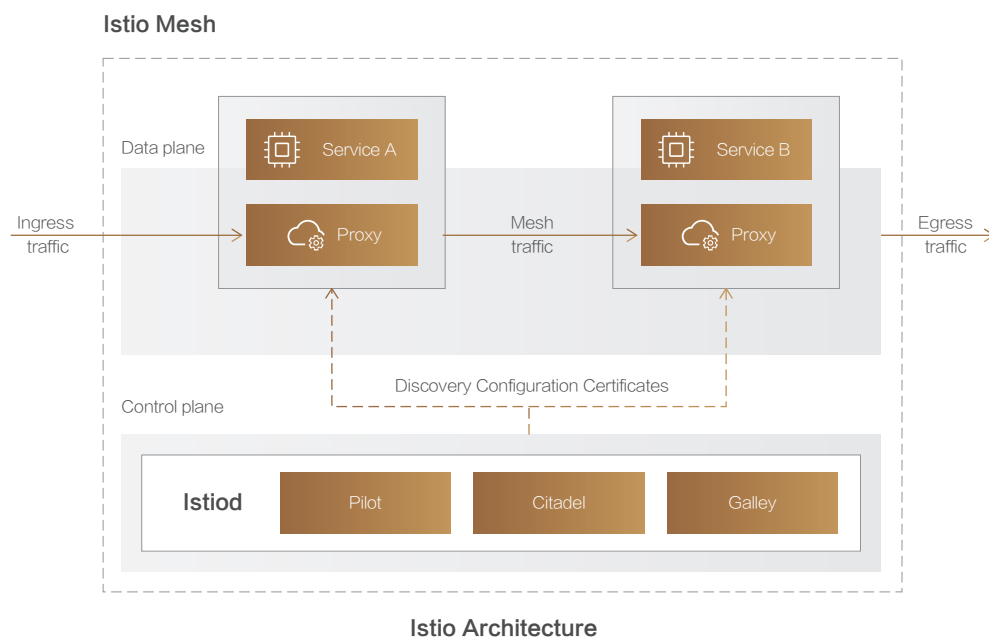 Istio Mesh
Data plane
Service A
Service B
Ingress
traffic
Proxy
Mesh
traffic
Proxy
Egress
traffic
Discovery Configuration Certificates
Control plane
Istiod
Pilot
Citadel
Galley
Istio Architecture